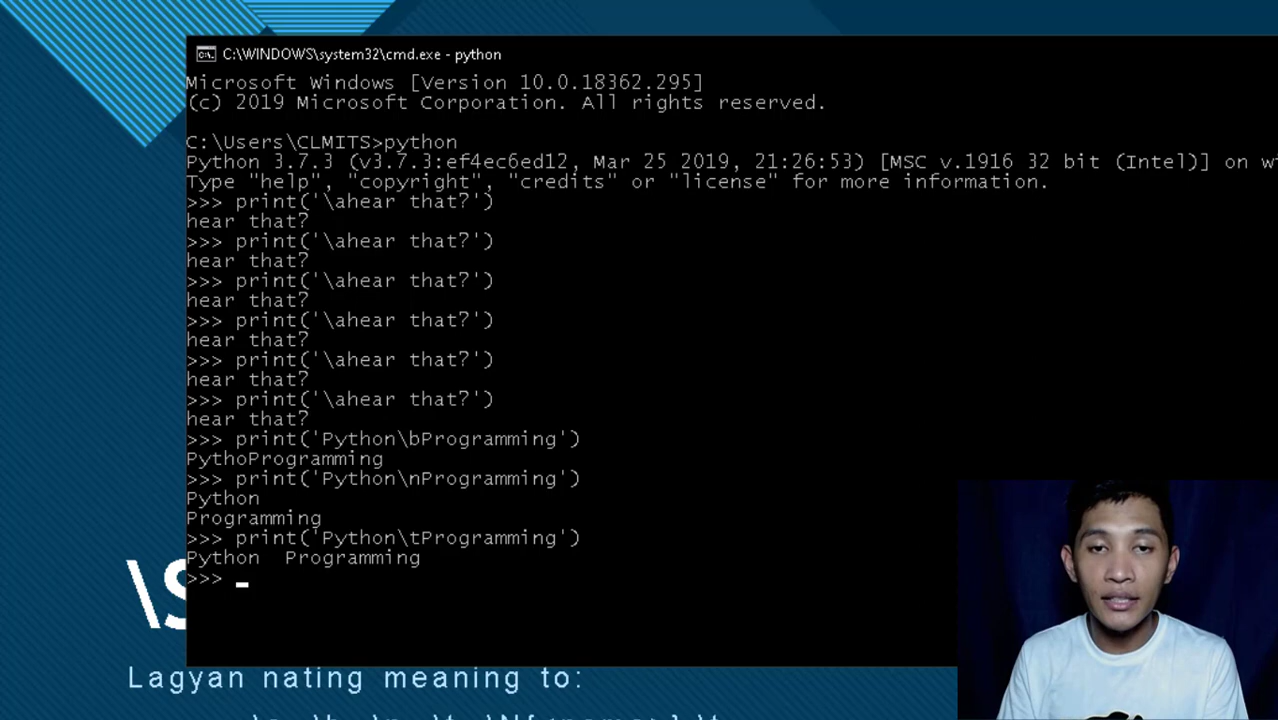 C:\WINDOWS\system32\cmd.exe - python
Microsoft Windows [Version 10.0.18362.295]
(c) 2019 Microsoft Corporation. All rights reserved.
C:\Users\CLMITS>python
Python 3.7.3 (v3.7.3:ef4ec6ed12, Mar 25 2019, 21:26:53) [MSC v.1916 32 bit (Intel)] on wi
Type "help", "copyright", "credits" or "license" for more information.
>>> print('\ahear that?')
hear that?
>>> print('\ahear that?')
hear that?
>>> print('\ahear that?')
hear that?
>>> print('\ahear that?')
hear that?
>>> print('\ahear that?')
hear that?
>>> print('\ahear that?')
hear that?
>>> print('Python\bProgramming')
PythoProgramming
>>> print('Python\nProgramming')
Python
Programming
>>> print('Python\tProgramming')
Python  Programming
>>> _
Lagyan nating meaning to: